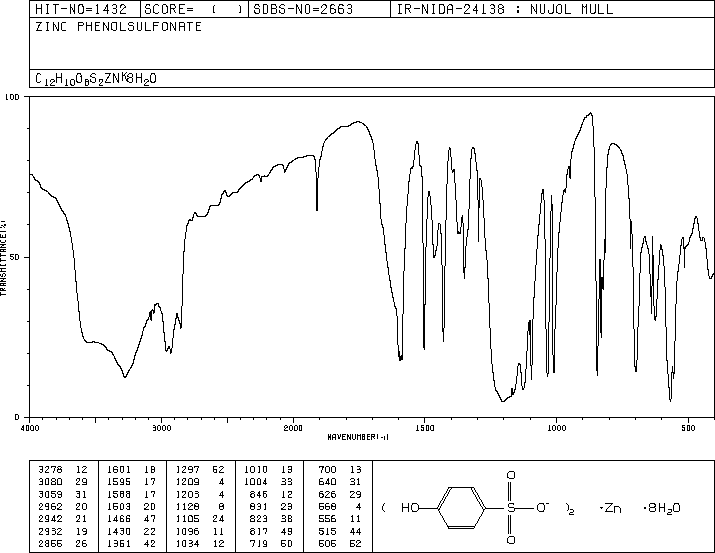 HIT-NO=1432 SCORE= ( ) SDBS-NO=2663 IR-NIDA-24138 : NUJOL MULL
ZINC PHENOLSULFONATE
C12H10O8S2ZN 8H2O
100
50
0
TRANSMITTANCE(%)
4000 3000 2000 1500 1000 500
WAVENUMBER(-1)
3278 12 1601 18 1297 52 1010 13 700 13
3080 29 1595 17 1209 4 1004 33 640 31
3059 31 1588 17 1203 4 846 12 626 29
2962 20 1503 20 1128 8 831 23 568 4
2942 21 1466 47 1105 24 823 38 556 11
2932 19 1430 22 1096 11 817 49 515 44
2855 26 1351 42 1034 12 719 50 505 52
( HO S O O O- )2 ·Zn ·8H2O